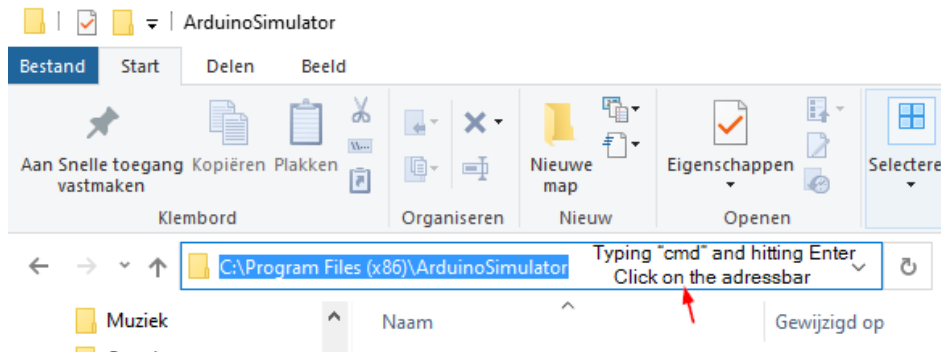 ArduinoSimulator
Bestand Start Delen Beeld
Aan Snelle toegang
vastmaken
Kopiëren
Plakken
Nieuwe
map
Eigenschappen
Selectere
Klembord
Organiseren
Nieuw
Openen
C:\Program Files (x86)\ArduinoSimulator
Typing "cmd" and hitting Enter
Click on the adressbar
Muziek
Naam
Gewijzigd op